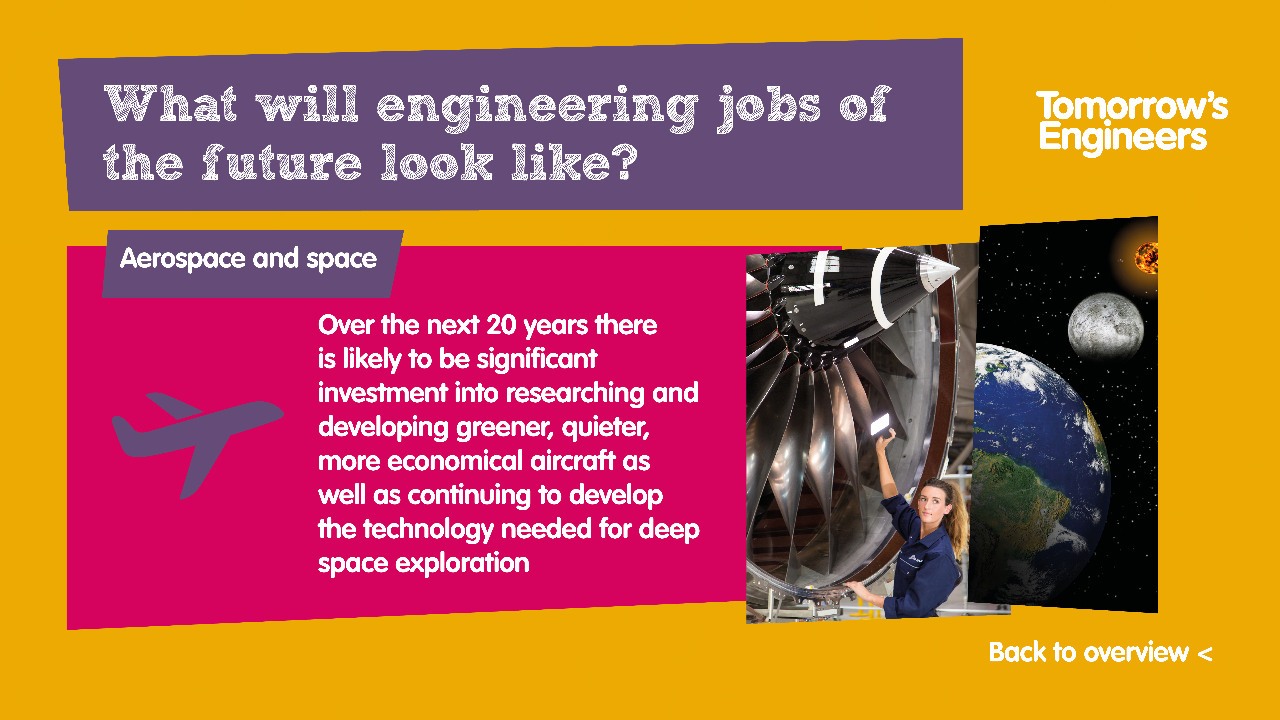 What will engineering jobs of
the future look like?
Tomorrow's
Engineers
Aerospace and space
Over the next 20 years there
is likely to be significant
investment into researching and
developing greener, quieter,
more economical aircraft as
well as continuing to develop
the technology needed for deep
space exploration
Back to overview <